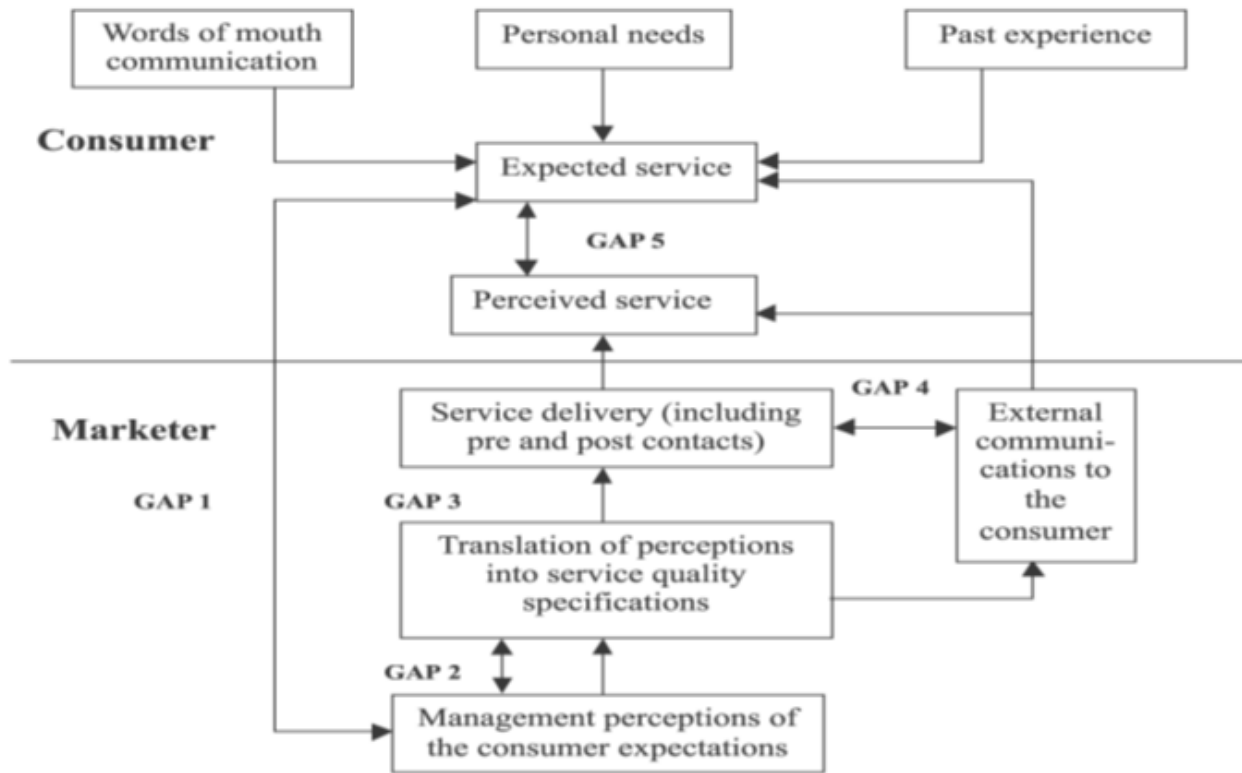 Words of mouth
communication
Personal needs
Past experience
Consumer
Expected service
GAP 5
Perceived service
Marketer
Service delivery (including
pre and post contacts)
GAP 4
External
communi-
cations to
the
consumer
GAP 1
GAP 3
Translation of perceptions
into service quality
specifications
GAP 2
Management perceptions of
the consumer expectations